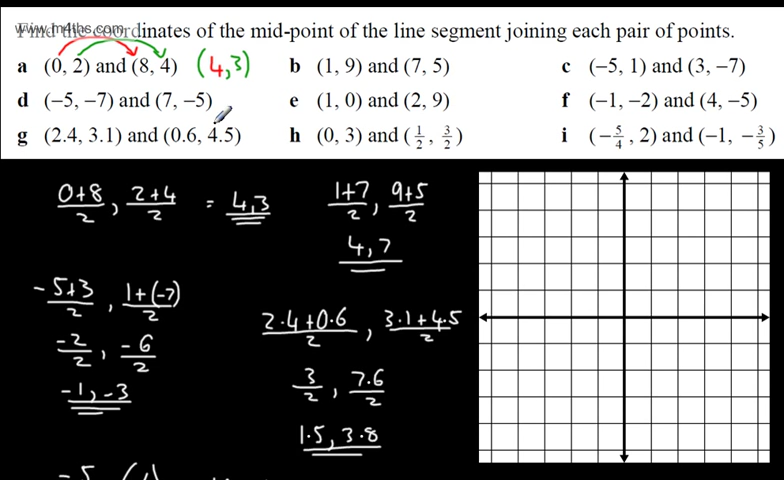 www.m4ths.com
Find the coordinates of the mid-point of the line segment joining each pair of points.
a (0, 2) and (8, 4) (4,3) b (1, 9) and (7, 5) c (−5, 1) and (3, −7)
d (−5, −7) and (7, −5) e (1, 0) and (2, 9) f (−1, −2) and (4, −5)
g (2.4, 3.1) and (0.6, 4.5) h (0, 3) and (1/2, 3/2) i (−5/4, 2) and (−1, −3/5)
0+8/2, 2+4/2 = 4,3
1+7/2, 9+5/2
4,7
-5+3/2, 1+(-7)/2
-2/2, -6/2
-1,-3
2.4+0.6/2, 3.1+4.5/2
3/2, 7.6/2
1.5,3.8